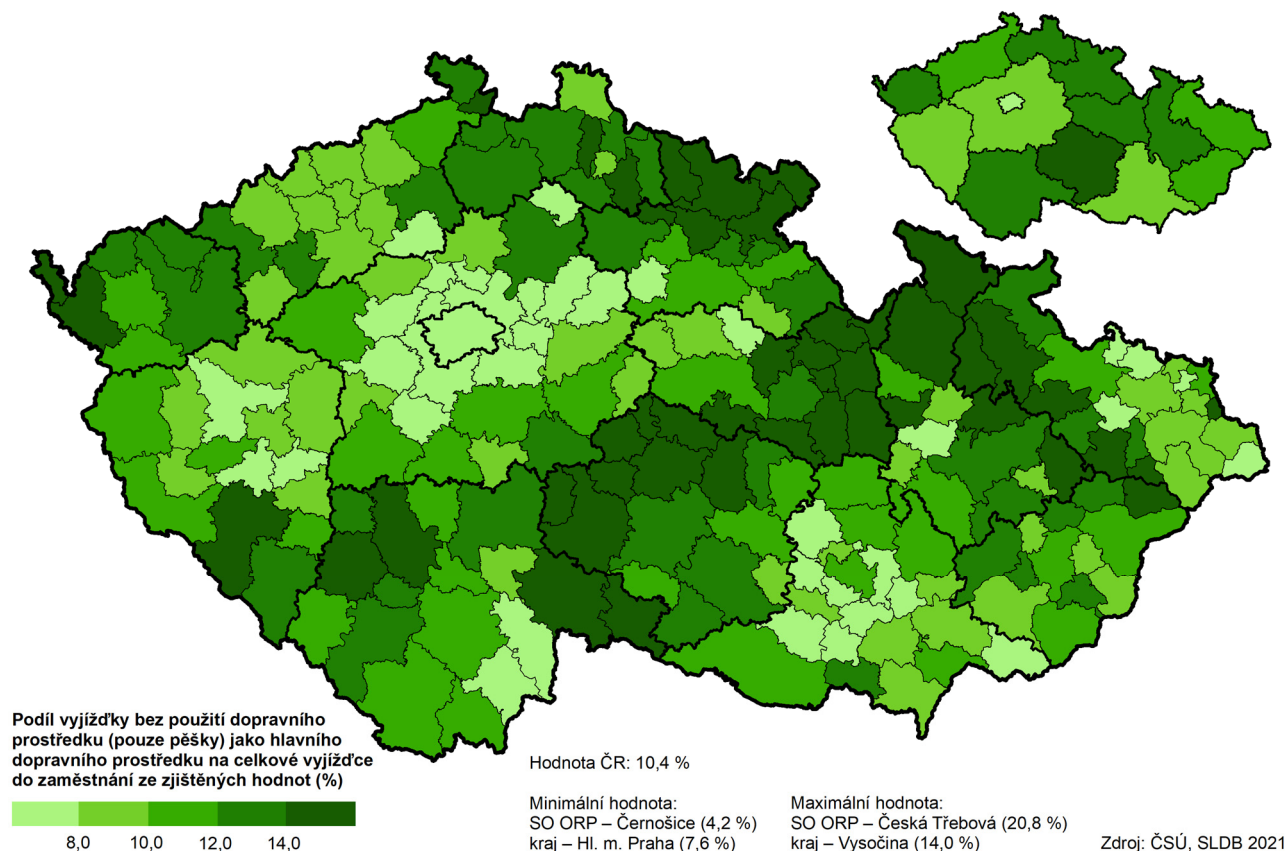 Podíl vyjížďky bez použití dopravního
prostředku (pouze pěšky) jako hlavního
dopravního prostředku na celkové vyjížďce
do zaměstnání ze zjištěných hodnot (%)
8,0 10,0 12,0 14,0
Hodnota ČR: 10,4 %
Minimální hodnota:
SO ORP – Černošice (4,2 %)
kraj – Hl. m. Praha (7,6 %)
Maximální hodnota:
SO ORP – Česká Třebová (20,8 %)
kraj – Vysočina (14,0 %)
Zdroj: ČSÚ, SLDB 2021